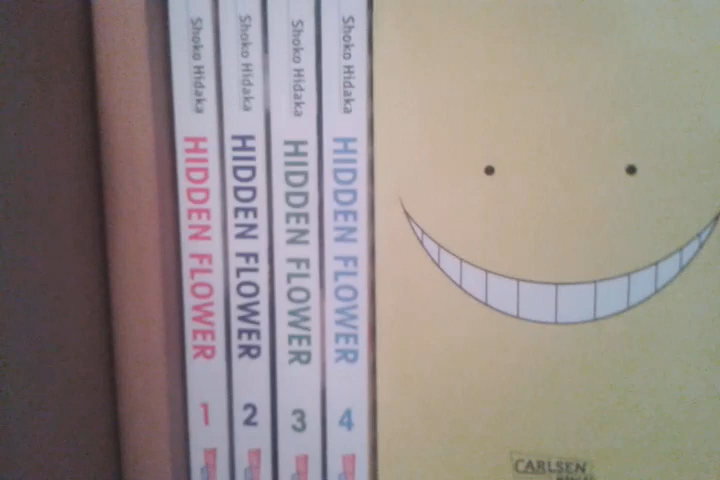 Shoko Hidaka HIDDEN FLOWER 1
Shoko Hidaka HIDDEN FLOWER 2
Shoko Hidaka HIDDEN FLOWER 3
Shoko Hidaka HIDDEN FLOWER 4
CARLSEN